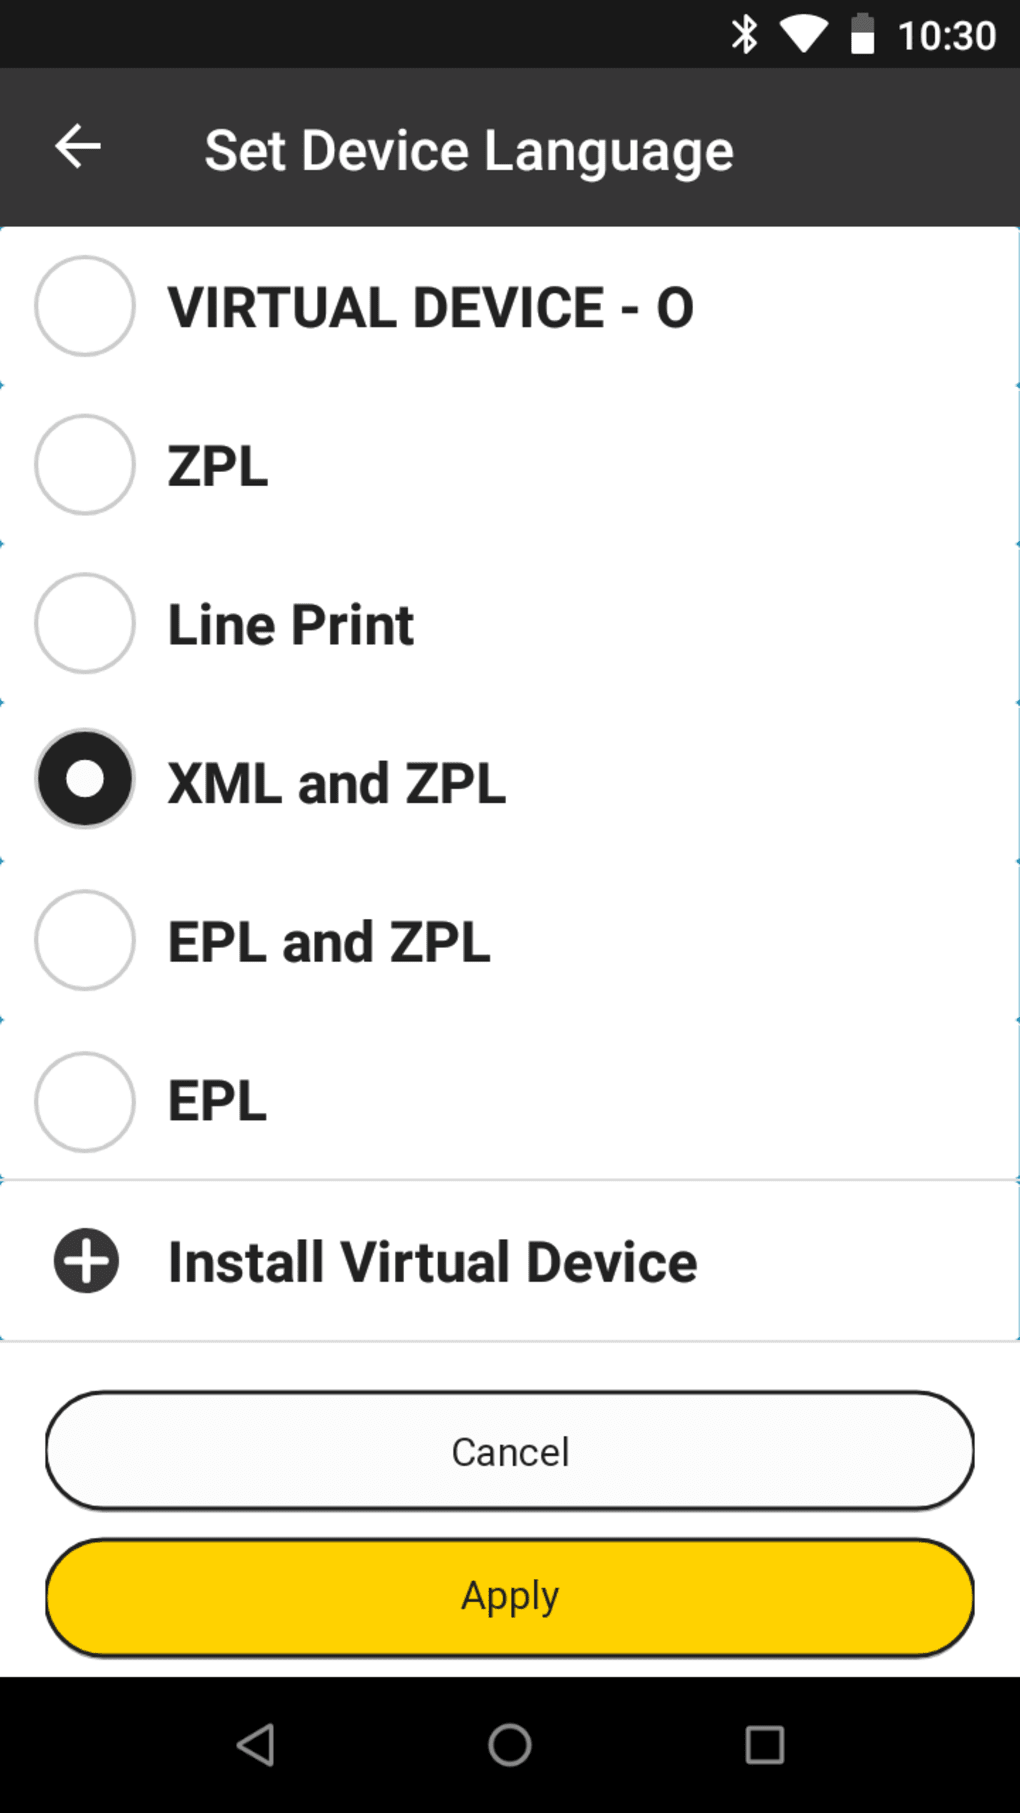 10:30
Set Device Language
VIRTUAL DEVICE - O
ZPL
Line Print
XML and ZPL
EPL and ZPL
EPL
Install Virtual Device
Cancel
Apply